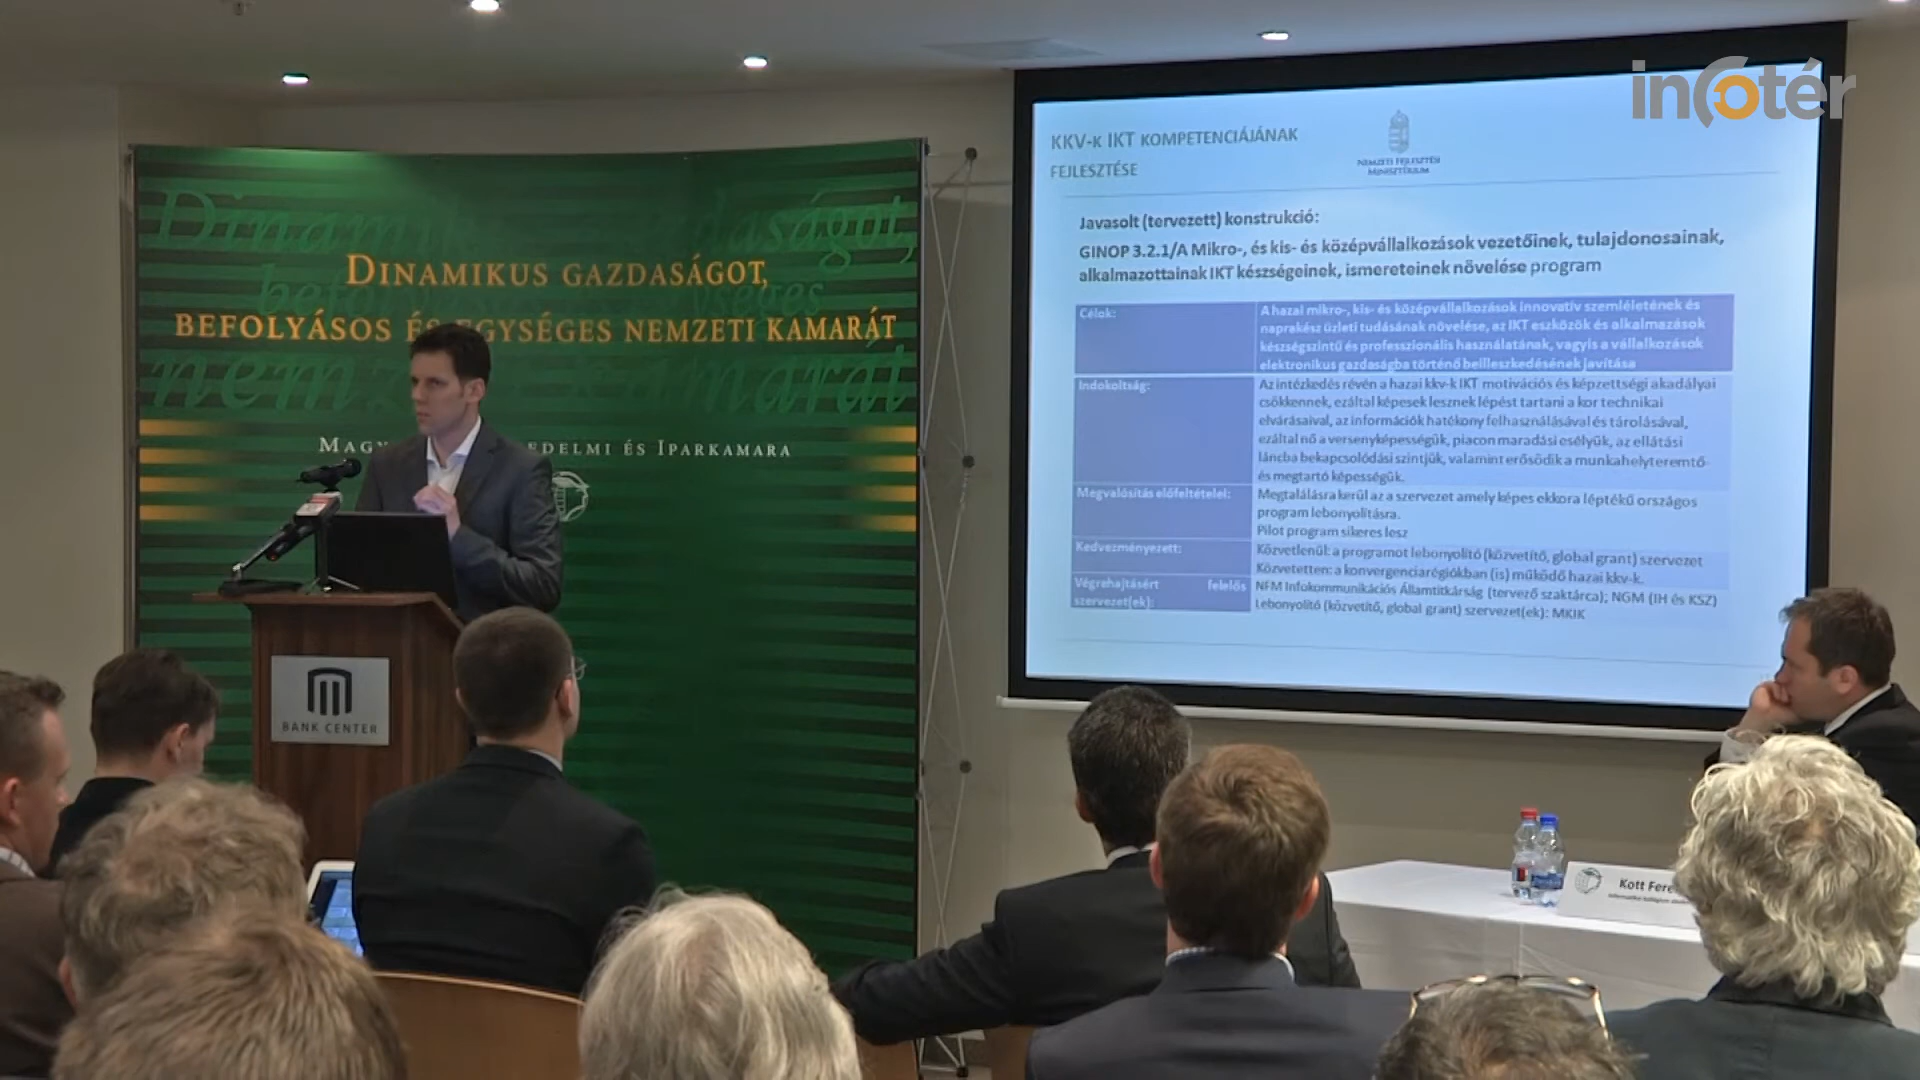 infotér
DINAMIKUS GAZDASÁGOT,
BEFOLYÁSOS ÉS EGYSÉGES NEMZETI KAMARÁT
ÉS IPARKAMARA
BANK CENTER
KKV-K IKT KOMPETENCIÁJÁNAK
FEJLESZTÉSE
NEMZETI FEJLESZTÉSI
MINISZTÉRIUM
Javasolt (tervezett) konstrukció:
GINOP 3.2.1/A Mikro-, és kis- és középvállalkozások vezetőinek, tulajdonosainak,
alkalmazottainak IKT készségeinek, ismereteinek növelése program
Célok:
A hazai mikro-, kis- és középvállalkozások innovatív szemléletének és
naprakész üzleti tudásának növelése, az IKT eszközök és alkalmazások
készségszintű és professzionális használatának, vagyis a vállalkozások
elektronikus gazdaságba történő beilleszkedésének javítása
Indokoltság:
Az intézkedés révén a hazai kkv-k IKT motivációs és képzettségi akadályai
csökkennek, ezáltal képesek lesznek lépést tartani a kor technikai
elvárásaival, az információk hatékony felhasználásával és tárolásával,
ezáltal nő a versenyképességük, piacon maradási esélyük, az ellátási
láncba bekapcsolódási szintjük, valamint erősödik a munkahelyteremtő-
és megtartó képességük.
Megvalósítás előfeltételei:
Megtalálásra kerül az a szervezet amely képes ekkora léptékű országos
program lebonyolításra.
Pilot program sikeres lesz
Kedvezményezett:
Közvetlenül: a programot lebonyolító (közvetítő, global grant) szervezet
Közvetetten: a konvergenciarégiókban (is) működő hazai kkv-k.
Végrehajtásért felelős
szervezet(ek):
NFM Infokommunikációs Államtitkárság (tervező szaktárca); NGM (IH és KSZ)
Lebonyolító (közvetítő, global grant) szervezet(ek): MKIK
Kott